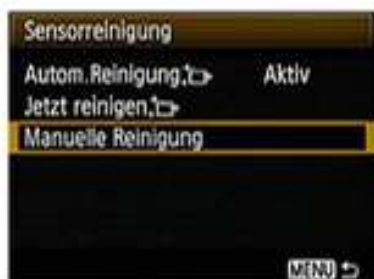 Sensorreinigung
Autom.Reinigung Aktiv
Jetzt reinigen
Manuelle Reinigung
MENU